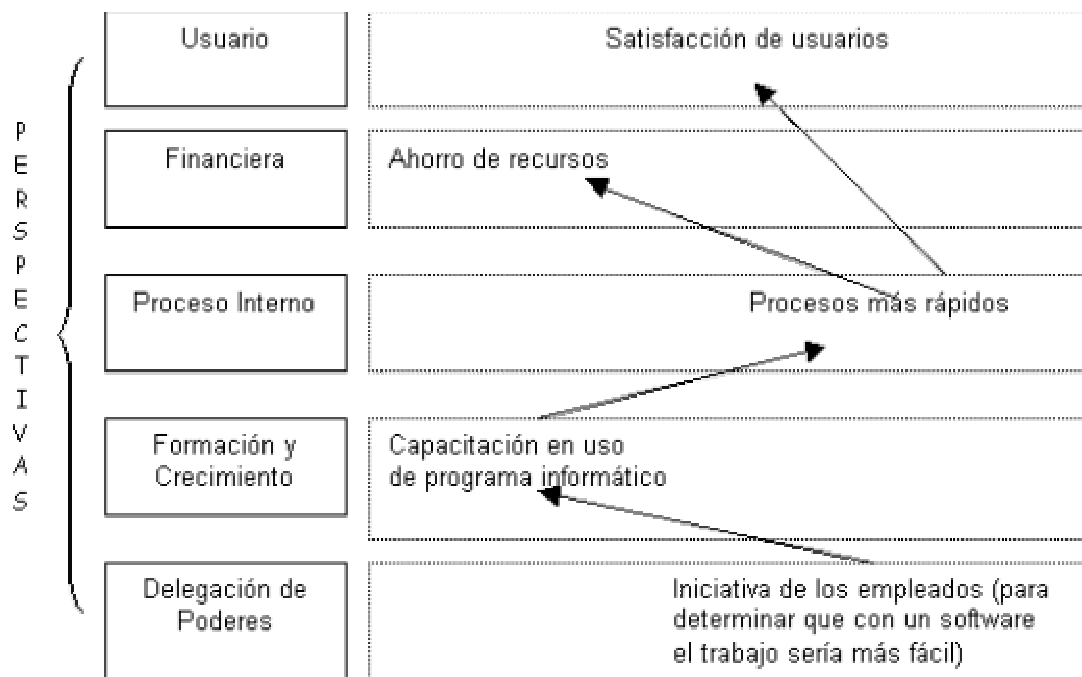 PERSPECTIVAS
Usuario
Satisfacción de usuarios
Financiera
Ahorro de recursos
Proceso Interno
Procesos más rápidos
Formación y
Crecimiento
Capacitación en uso
de programa informático
Delegación de
Poderes
Iniciativa de los empleados (para
determinar que con un software
el trabajo sería más fácil)